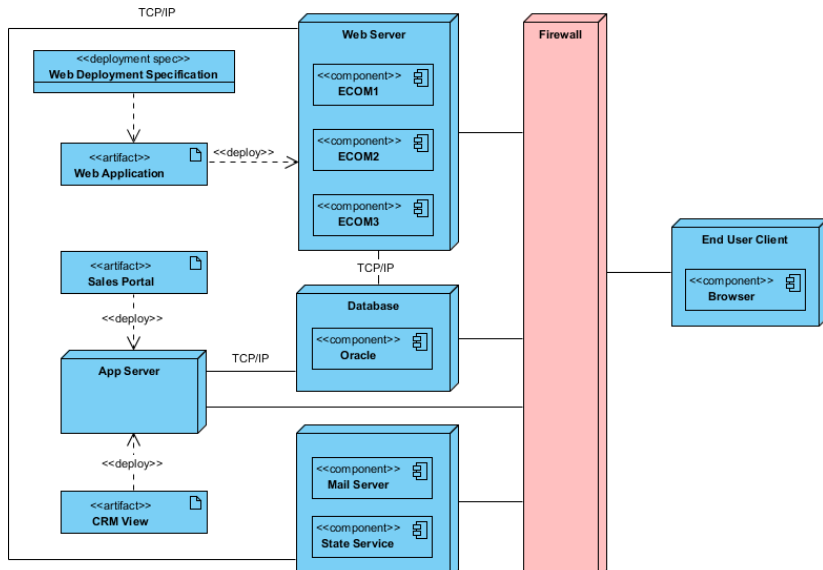 TCP/IP
Web Server
Firewall
<<deployment spec>>
Web Deployment Specification
<<component>>
ECOM1
<<artifact>>
Web Application
<<deploy>>
<<component>>
ECOM2
<<component>>
ECOM3
End User Client
<<component>>
Browser
<<artifact>>
Sales Portal
TCP/IP
<<deploy>>
Database
<<component>>
Oracle
TCP/IP
App Server
<<deploy>>
<<component>>
Mail Server
<<artifact>>
CRM View
<<component>>
State Service